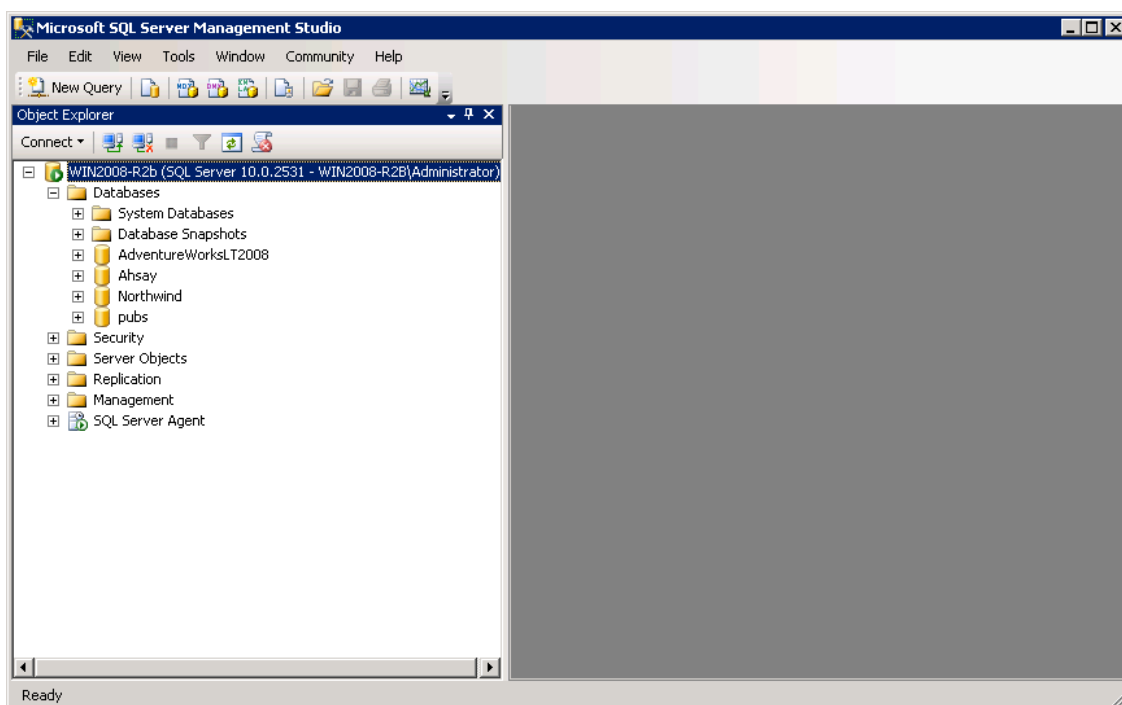 Microsoft SQL Server Management Studio
File Edit View Tools Window Community Help
New Query
Object Explorer
Connect
WIN2008-R2b (SQL Server 10.0.2531 - WIN2008-R2B\Administrator)
Databases
System Databases
Database Snapshots
AdventureWorksLT2008
Ahsay
Northwind
pubs
Security
Server Objects
Replication
Management
SQL Server Agent
Ready